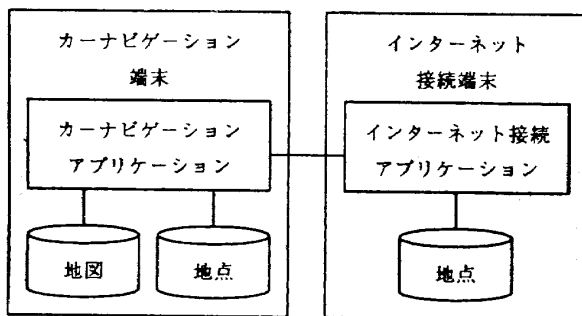 カーナビゲーション
端末
カーナビゲーション
アプリケーション
地図
地点
インターネット
接続端末
インターネット接続
アプリケーション
地点